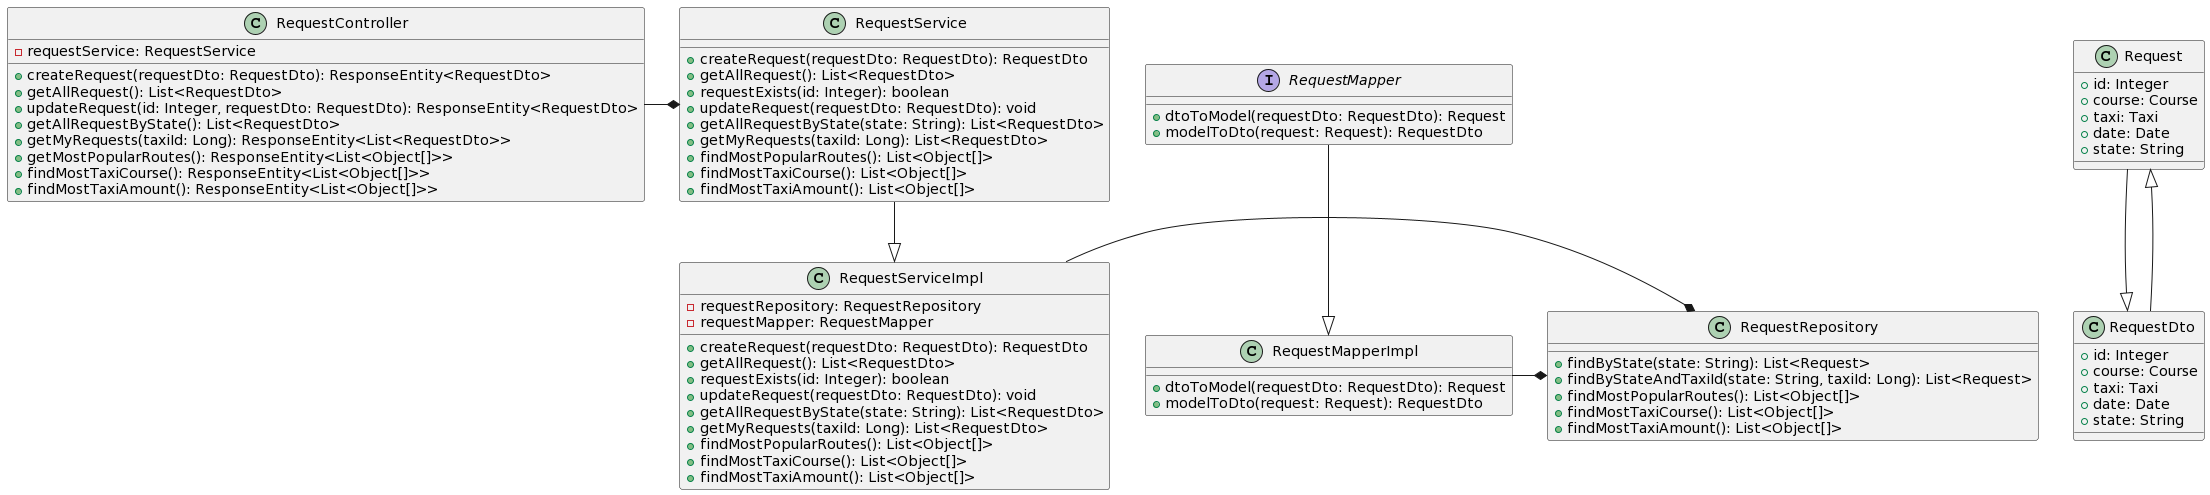 C RequestController
requestService: RequestService
createRequest(requestDto: RequestDto): ResponseEntity<RequestDto>
getAllRequest(): List<RequestDto>
updateRequest(id: Integer, requestDto: RequestDto): ResponseEntity<RequestDto>
getAllRequestByState(): List<RequestDto>
getMyRequests(taxiId: Long): ResponseEntity<List<RequestDto>>
getMostPopularRoutes(): ResponseEntity<List<Object[]>>
findMostTaxiCourse(): ResponseEntity<List<Object[]>>
findMostTaxiAmount(): ResponseEntity<List<Object[]>>
C RequestService
createRequest(requestDto: RequestDto): RequestDto
getAllRequest(): List<RequestDto>
requestExists(id: Integer): boolean
updateRequest(requestDto: RequestDto): void
getAllRequestByState(state: String): List<RequestDto>
getMyRequests(taxiId: Long): List<RequestDto>
findMostPopularRoutes(): List<Object[]>
findMostTaxiCourse(): List<Object[]>
findMostTaxiAmount(): List<Object[]>
I RequestMapper
dtoToModel(requestDto: RequestDto): Request
modelToDto(request: Request): RequestDto
C Request
id: Integer
course: Course
taxi: Taxi
date: Date
state: String
C RequestServiceImpl
requestRepository: RequestRepository
requestMapper: RequestMapper
createRequest(requestDto: RequestDto): RequestDto
getAllRequest(): List<RequestDto>
requestExists(id: Integer): boolean
updateRequest(requestDto: RequestDto): void
getAllRequestByState(state: String): List<RequestDto>
getMyRequests(taxiId: Long): List<RequestDto>
findMostPopularRoutes(): List<Object[]>
findMostTaxiCourse(): List<Object[]>
findMostTaxiAmount(): List<Object[]>
C RequestMapperImpl
dtoToModel(requestDto: RequestDto): Request
modelToDto(request: Request): RequestDto
C RequestRepository
findByState(state: String): List<Request>
findByStateAndTaxiId(state: String, taxiId: Long): List<Request>
findMostPopularRoutes(): List<Object[]>
findMostTaxiCourse(): List<Object[]>
findMostTaxiAmount(): List<Object[]>
C RequestDto
id: Integer
course: Course
taxi: Taxi
date: Date
state: String